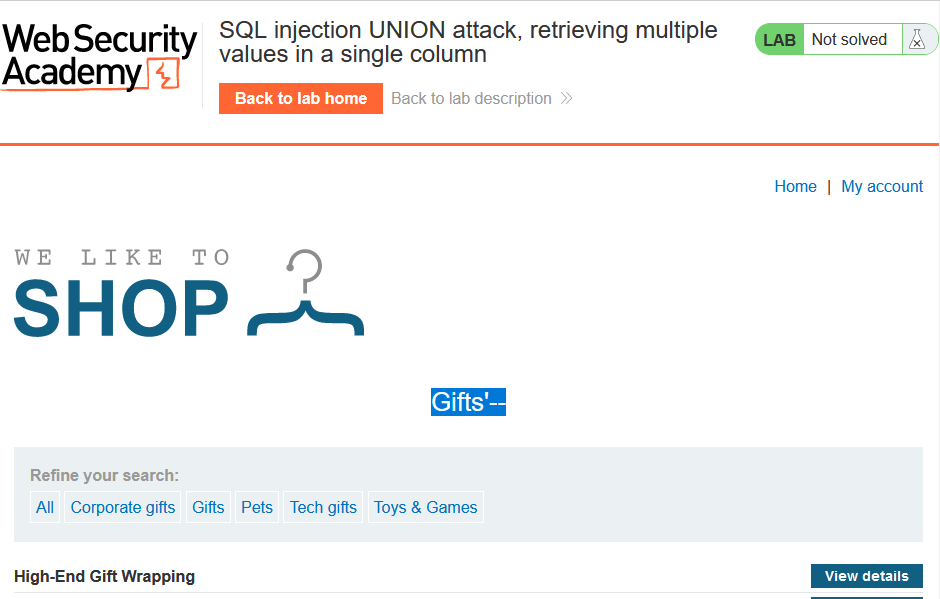 Web Security
Academy
SQL injection UNION attack, retrieving multiple
values in a single column
LAB Not solved
Back to lab home Back to lab description
Home | My account
WE LIKE TO
SHOP
Gifts'--
Refine your search:
All Corporate gifts Gifts Pets Tech gifts Toys & Games
High-End Gift Wrapping View details